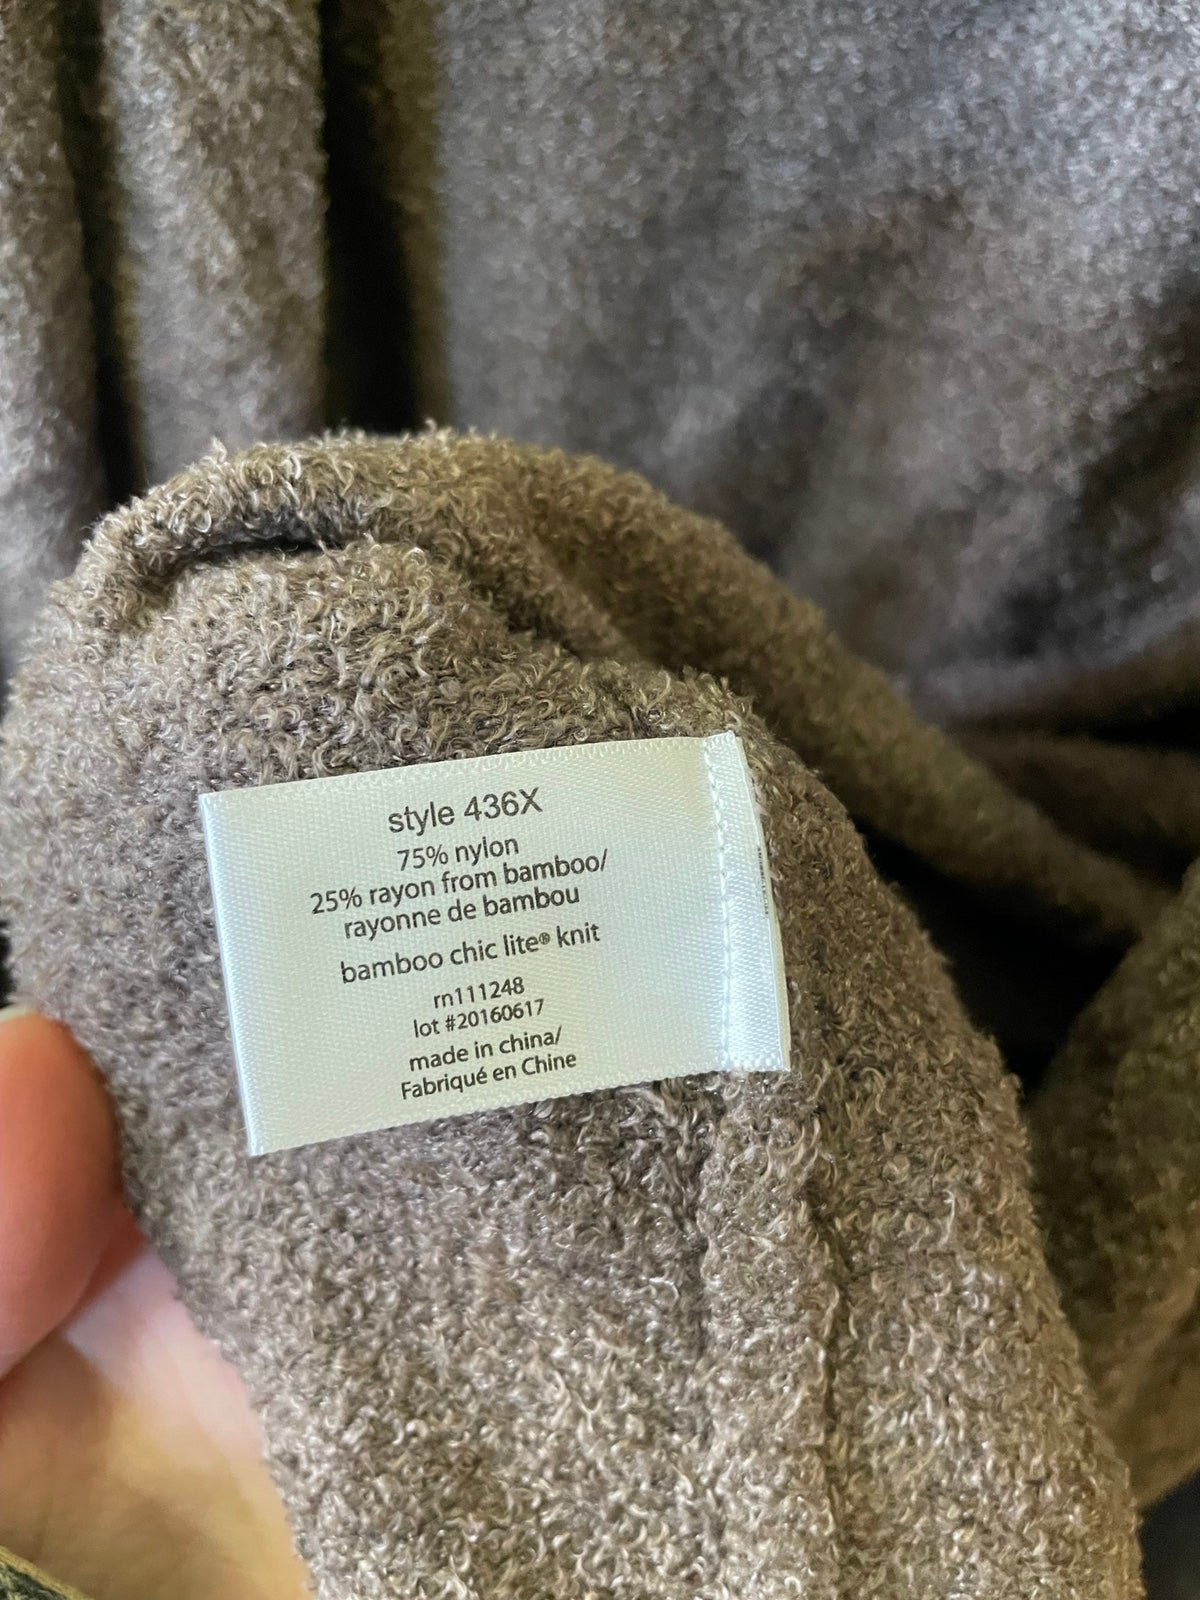 style 436X
75% nylon
25% rayon from bamboo/
rayonne de bambou
bamboo chic lite® knit
rn111248
lot #20160617
made in china/
Fabriqué en Chine